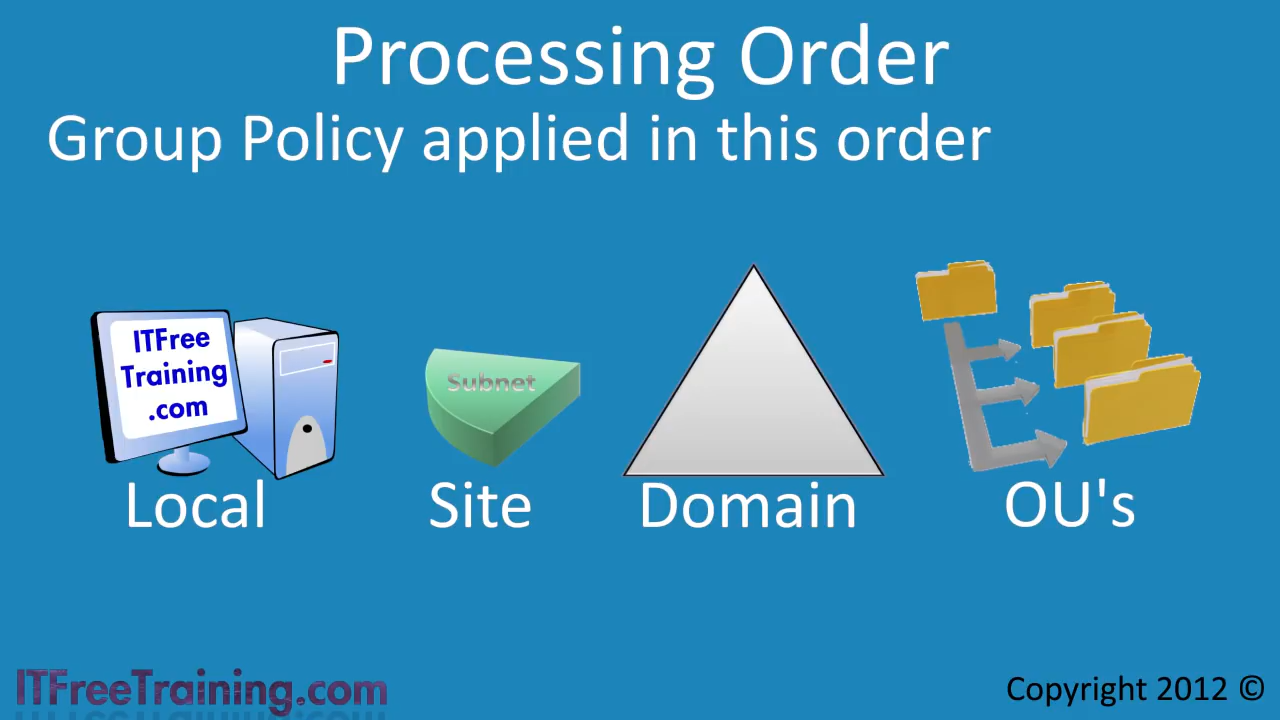 Processing Order
Group Policy applied in this order
ITFree
Training
.com
Subnet
Local
Site
Domain
OU's
ITFreeTraining.com
Copyright 2012 ©